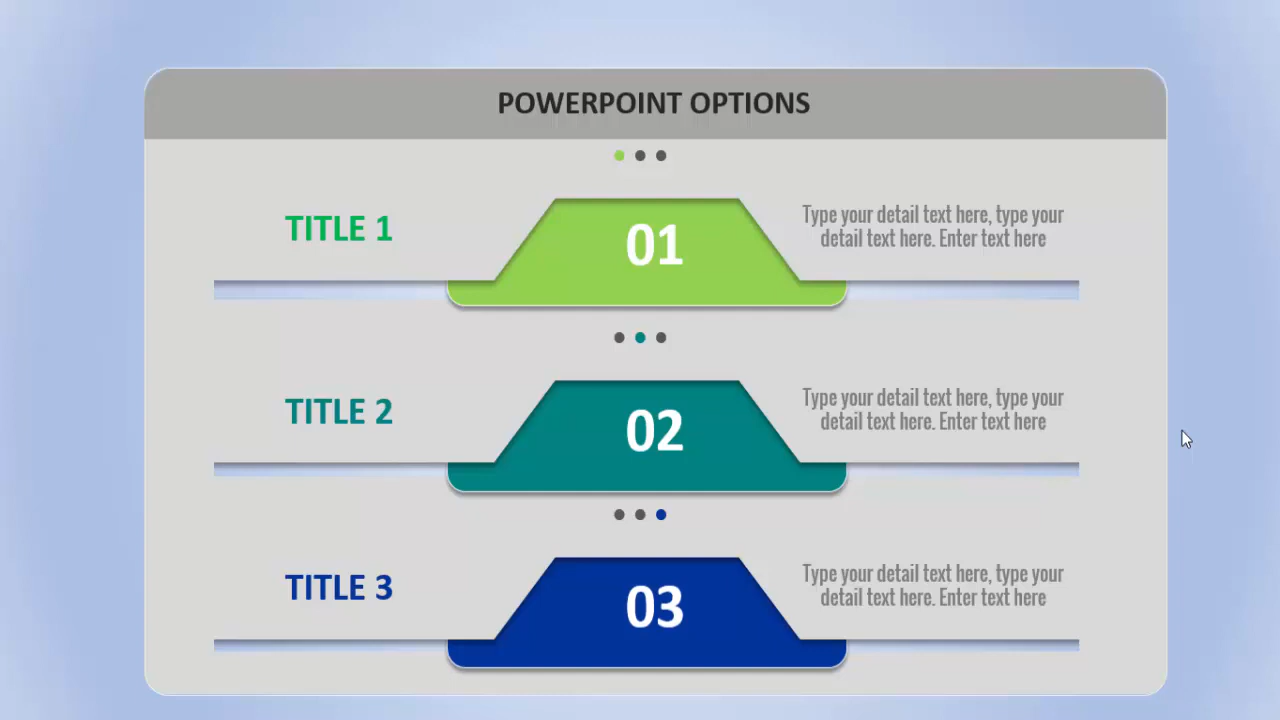 POWERPOINT OPTIONS
TITLE 1
01
Type your detail text here, type your
detail text here. Enter text here
TITLE 2
02
Type your detail text here, type your
detail text here. Enter text here
TITLE 3
03
Type your detail text here, type your
detail text here. Enter text here